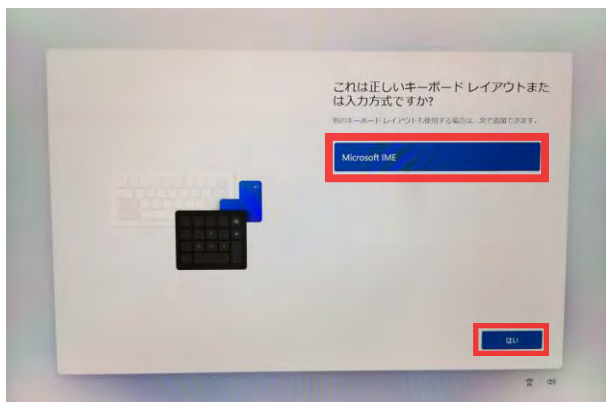 これは正しいキーボード レイアウトまた
は入力方式ですか?
別のキーボード レイアウトも使用する場合は、次で追加できます。
Microsoft IME
はい